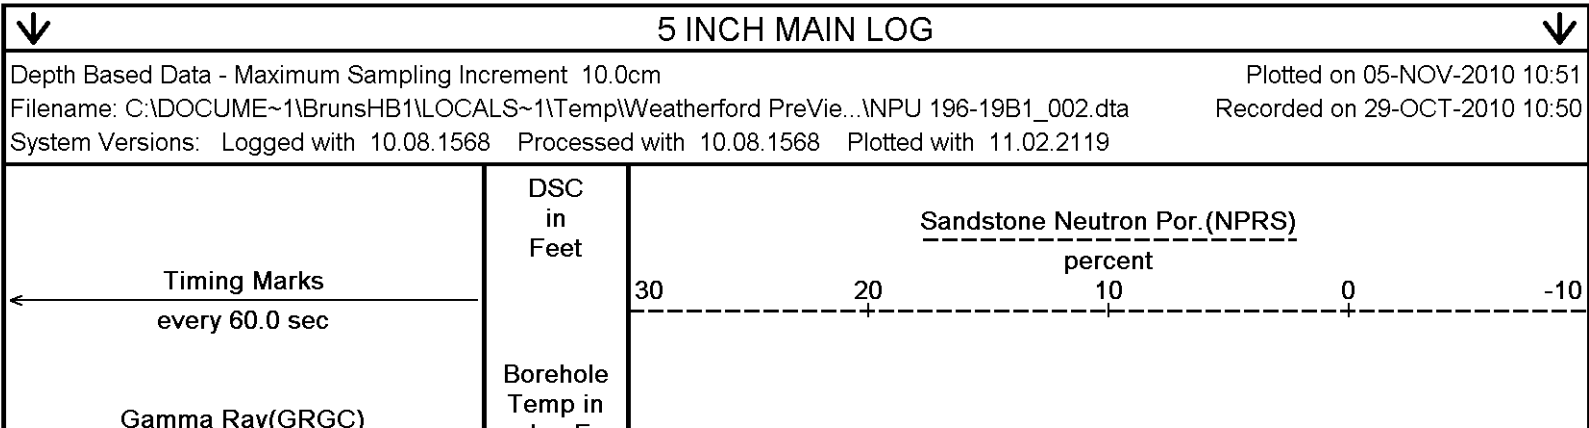 5 INCH MAIN LOG
Depth Based Data - Maximum Sampling Increment 10.0cm Plotted on 05-NOV-2010 10:51
Filename: C:\DOCUME~1\BrunsHB1\LOCALS~1\Temp\Weatherford PreVie...\NPU 196-19B1_002.dta Recorded on 29-OCT-2010 10:50
System Versions: Logged with 10.08.1568 Processed with 10.08.1568 Plotted with 11.02.2119
DSC
in
Feet
Sandstone Neutron Por.(NPRS)
percent
30 20 10 0 -10
Timing Marks
every 60.0 sec
Borehole
Temp in
Gamma Ray(GRGC)